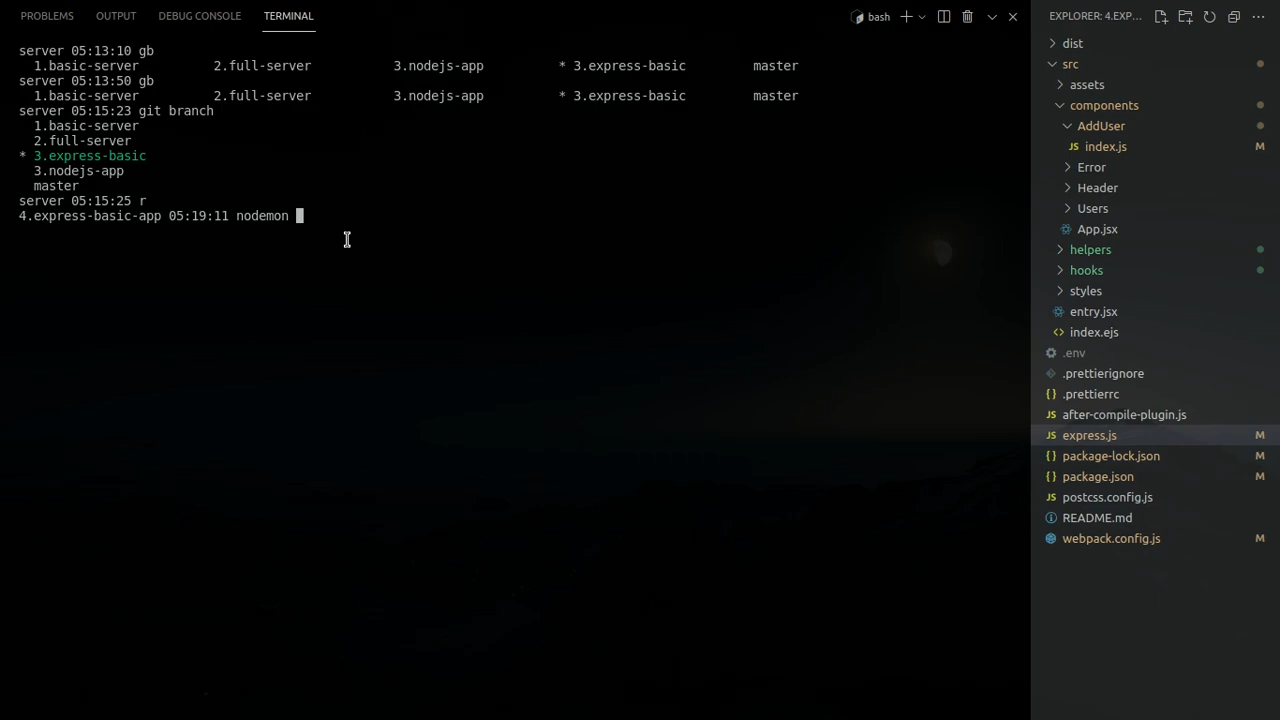 PROBLEMS OUTPUT DEBUG CONSOLE TERMINAL bash
server 05:13:10 gb
1.basic-server 2.full-server 3.nodejs-app * 3.express-basic master
server 05:13:50 gb
1.basic-server 2.full-server 3.nodejs-app * 3.express-basic master
server 05:15:23 git branch
1.basic-server
2.full-server
* 3.express-basic
3.nodejs-app
master
server 05:15:25 r
4.express-basic-app 05:19:11 nodemon
EXPLORER: 4.EXP...
dist
src
assets
components
AddUser
JS index.js M
Error
Header
Users
App.jsx
helpers
hooks
styles
entry.jsx
<> index.ejs
.env
.prettierignore
{} .prettierrc
JS after-compile-plugin.js
JS express.js M
{} package-lock.json M
{} package.json M
JS postcss.config.js
README.md
webpack.config.js M